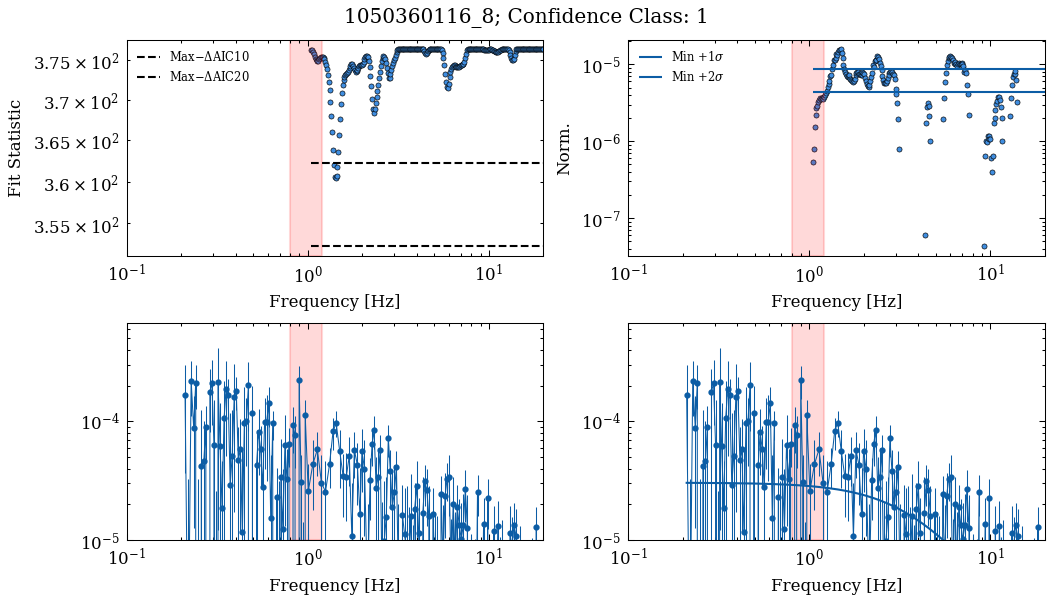 1050360116_8; Confidence Class: 1
Fit Statistic
3.75 × 10²
3.7 × 10²
3.65 × 10²
3.6 × 10²
3.55 × 10²
Max−ΔAIC10
Max−ΔAIC20
10⁻¹ 10⁰ 10¹
Frequency [Hz]
Norm.
10⁻⁵
10⁻⁶
10⁻⁷
Min +1σ
Min +2σ
10⁻¹ 10⁰ 10¹
Frequency [Hz]
10⁻⁴
10⁻⁵
10⁻¹ 10⁰ 10¹
Frequency [Hz]
10⁻⁴
10⁻⁵
10⁻¹ 10⁰ 10¹
Frequency [Hz]